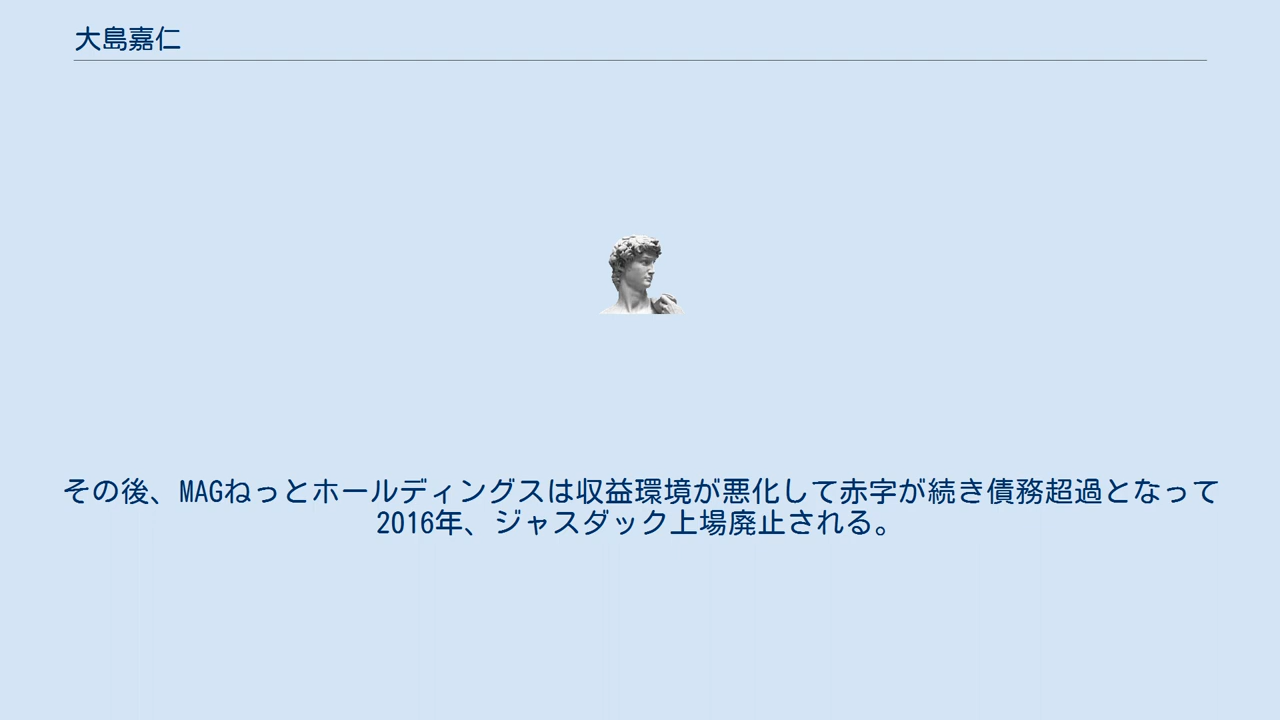 大島嘉仁
その後、MAGねっとホールディングスは収益環境が悪化して赤字が続き債務超過となって
2016年、ジャスダック上場廃止される。